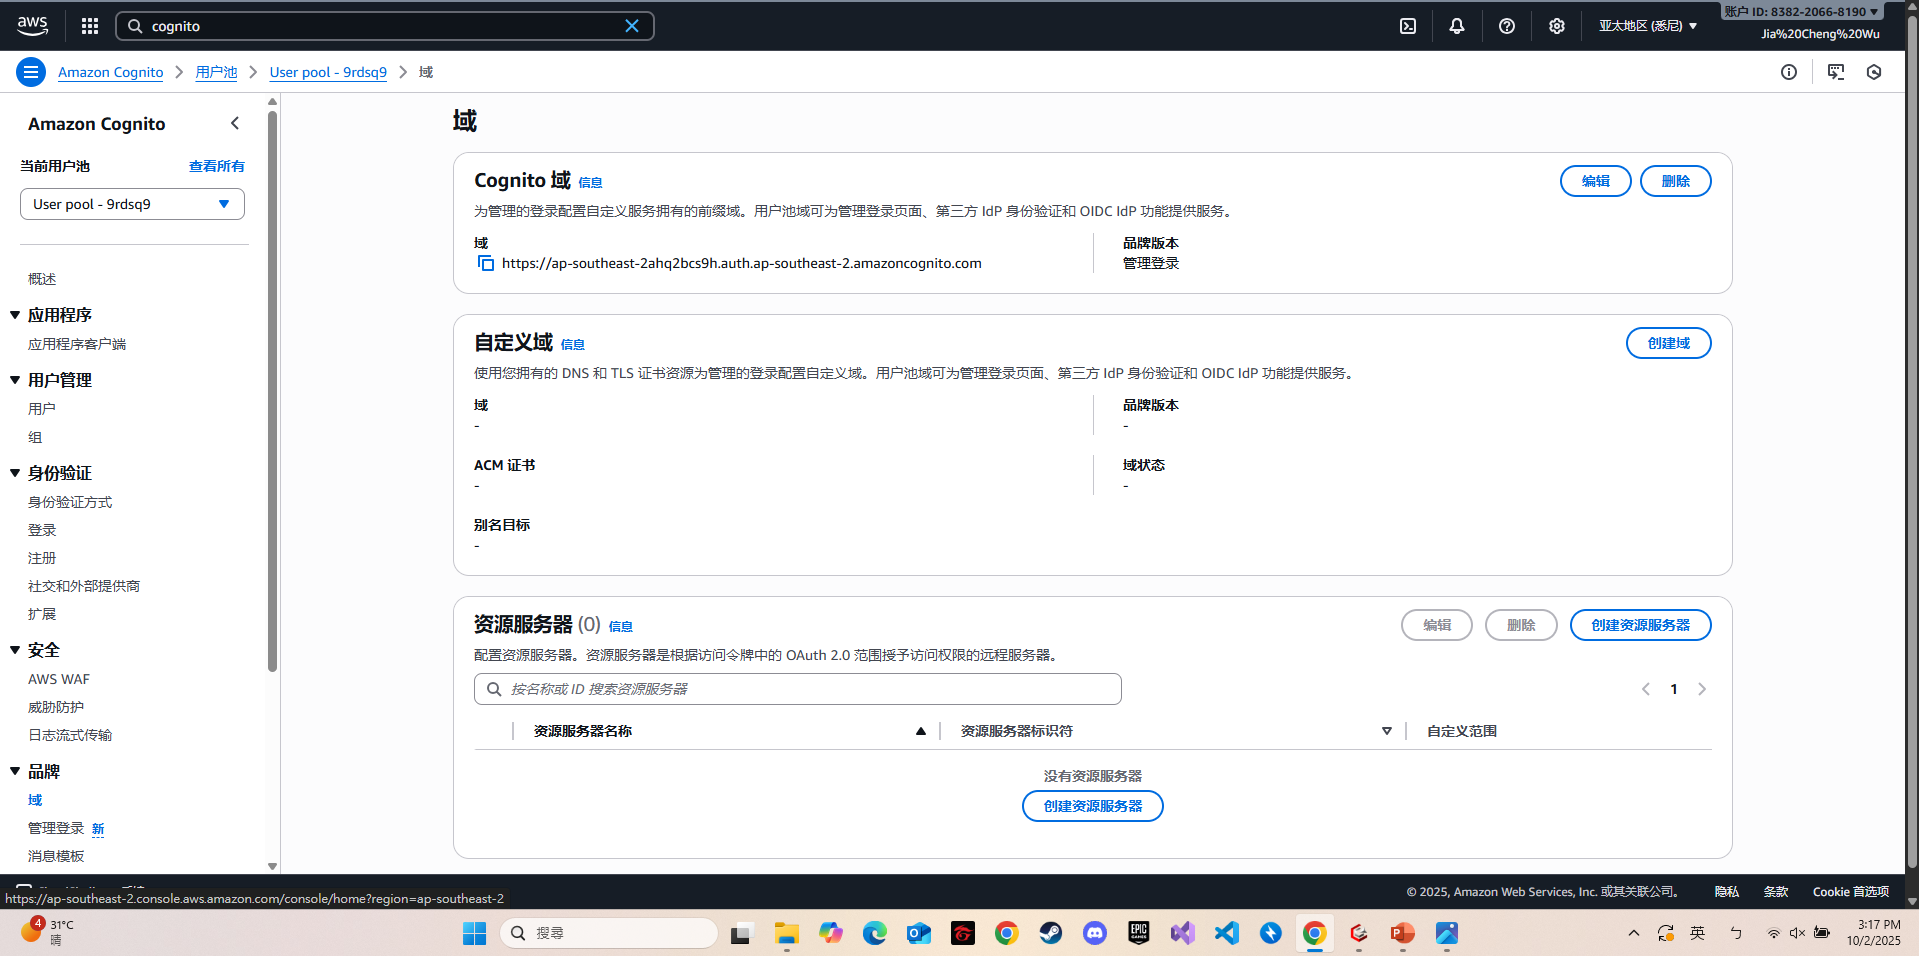 aws
cognito
亚太地区 (悉尼)
账户 ID: 8382-2066-8190
Jia%20Cheng%20Wu
Amazon Cognito
用户池
User pool - 9rdsq9
域
Amazon Cognito
当前用户池
查看所有
User pool - 9rdsq9
概述
应用程序
应用程序客户端
用户管理
用户
组
身份验证
身份验证方式
登录
注册
社交和外部提供商
扩展
安全
AWS WAF
威胁防护
日志流式传输
品牌
域
管理登录 新
消息模板
域
Cognito 域 信息
编辑
删除
为管理的登录配置自定义服务拥有的前缀域。用户池域可为管理登录页面、第三方 IdP 身份验证和 OIDC IdP 功能提供服务。
域
https://ap-southeast-2ahq2bcs9h.auth.ap-southeast-2.amazoncognito.com
品牌版本
管理登录
自定义域 信息
创建域
使用您拥有的 DNS 和 TLS 证书资源为管理的登录配置自定义域。用户池域可为管理登录页面、第三方 IdP 身份验证和 OIDC IdP 功能提供服务。
域
-
品牌版本
-
ACM 证书
-
域状态
-
别名目标
-
资源服务器 (0) 信息
编辑
删除
创建资源服务器
配置资源服务器。资源服务器是根据访问令牌中的 OAuth 2.0 范围授予访问权限的远程服务器。
按名称或 ID 搜索资源服务器
1
资源服务器名称
资源服务器标识符
自定义范围
没有资源服务器
创建资源服务器
https://ap-southeast-2.console.aws.amazon.com/console/home?region=ap-southeast-2
© 2025, Amazon Web Services, Inc. 或其关联公司。
隐私
条款
Cookie 首选项
4
31°C
晴
搜尋
EPIC GAMES
英
ㄅ
3:17 PM
10/2/2025